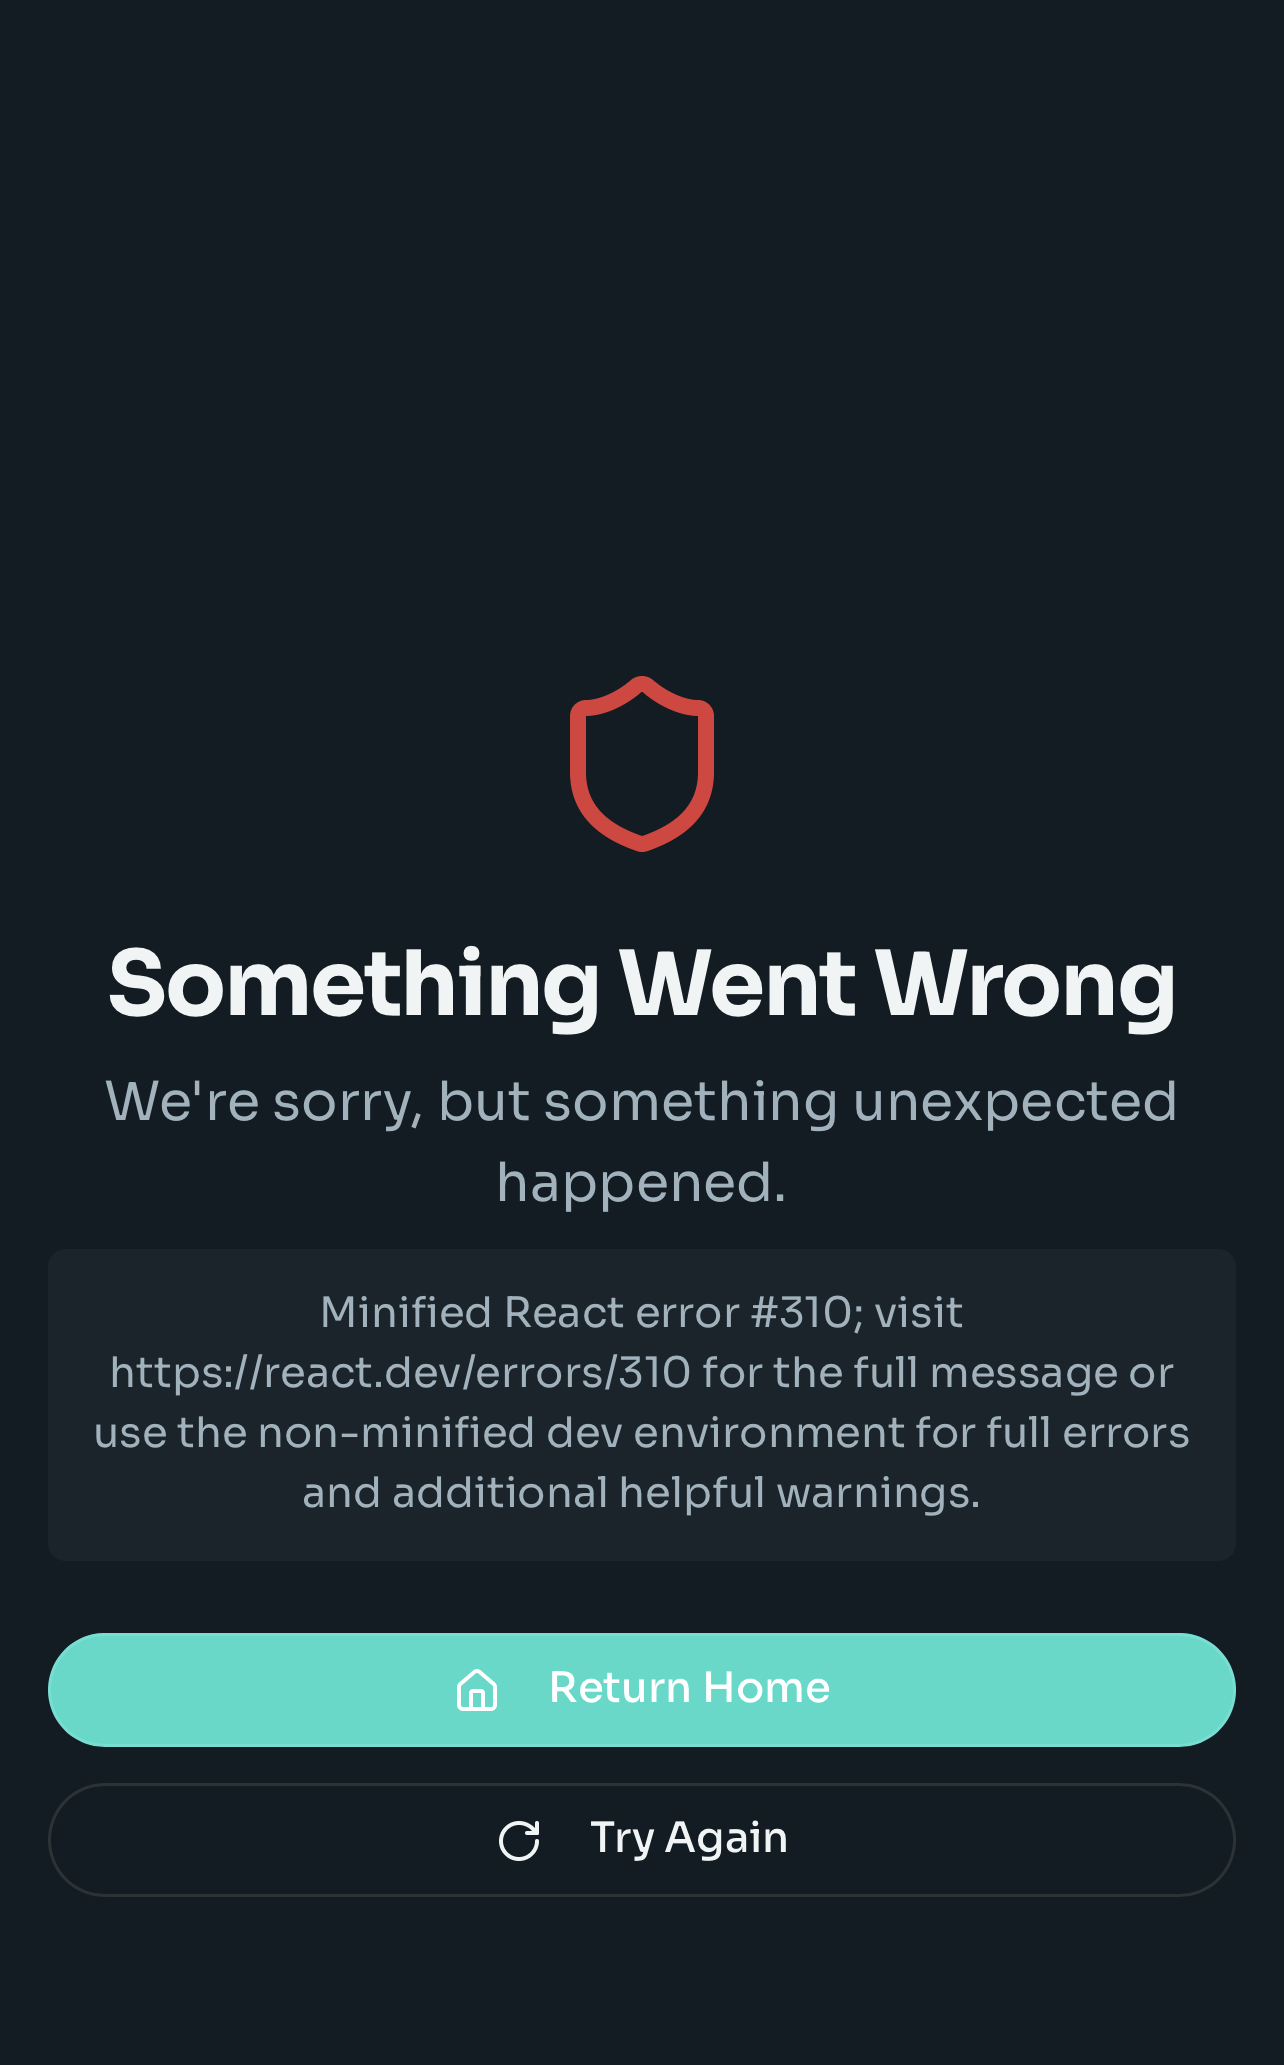 Something Went Wrong
We're sorry, but something unexpected
happened.
Minified React error #310; visit
https://react.dev/errors/310 for the full message or
use the non-minified dev environment for full errors
and additional helpful warnings.
Return Home
Try Again